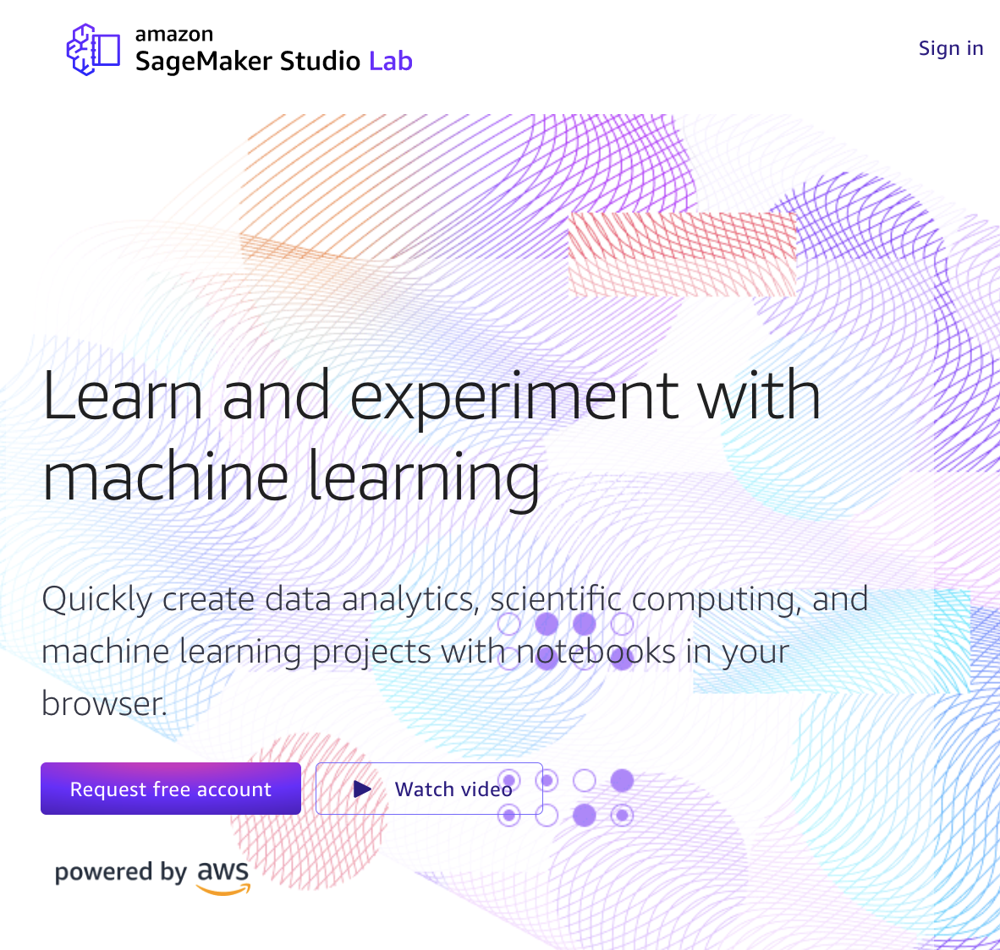 amazon
SageMaker Studio Lab
Sign in
Learn and experiment with
machine learning
Quickly create data analytics, scientific computing, and
machine learning projects with notebooks in your
browser.
Request free account
Watch video
powered by aws